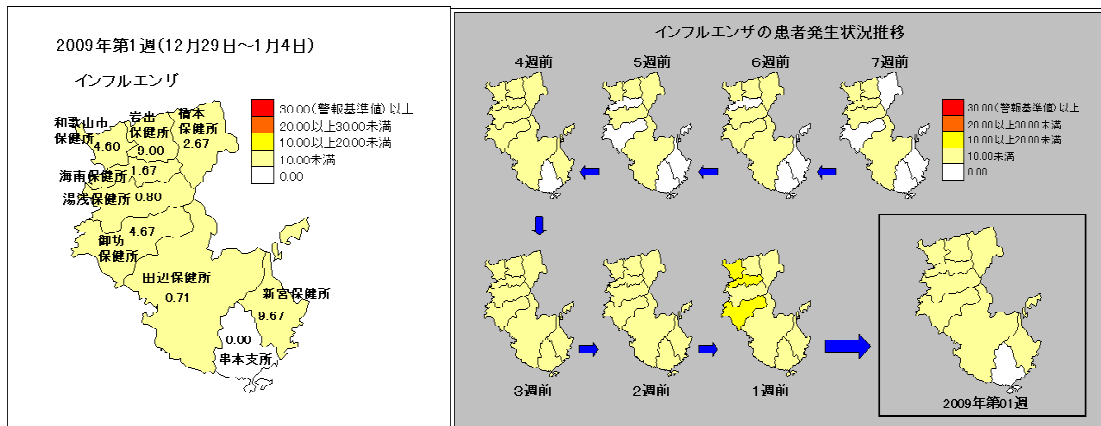 2009年第1週(12月29日～1月4日)
インフルエンザ
30.00(警報基準値)以上
20.00以上30.00未満
10.00以上20.00未満
10.00未満
0.00
和歌山市
保健所
4.60
岩出
保健所
9.00
橋本
保健所
2.67
海南保健所
1.67
湯浅保健所
0.80
御坊
保健所
4.67
田辺保健所
0.71
新宮保健所
9.67
0.00
串本支所
インフルエンザの患者発生状況推移
4週前
5週前
6週前
7週前
30.00(警報基準値)以上
20.00以上30.00未満
10.00以上20.00未満
10.00未満
0.00
3週前
2週前
1週前
2009年第01週